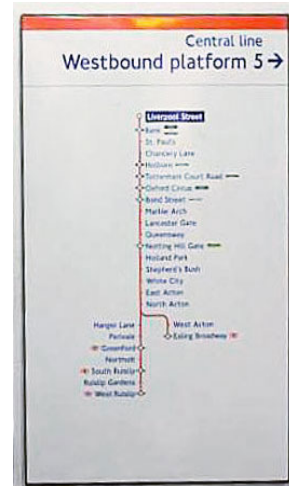 Central line
Westbound platform 5→
Liverpool Street
Bank
St. Paul's
Chancery Lane
Holborn
Tottenham Court Road
Oxford Circus
Bond Street
Marble Arch
Lancaster Gate
Queensway
Notting Hill Gate
Holland Park
Shepherd's Bush
White City
East Acton
North Acton
Hanger Lane
Perivale
Greenford
Northolt
South Ruislip
Ruislip Gardens
West Ruislip
West Acton
Ealing Broadway